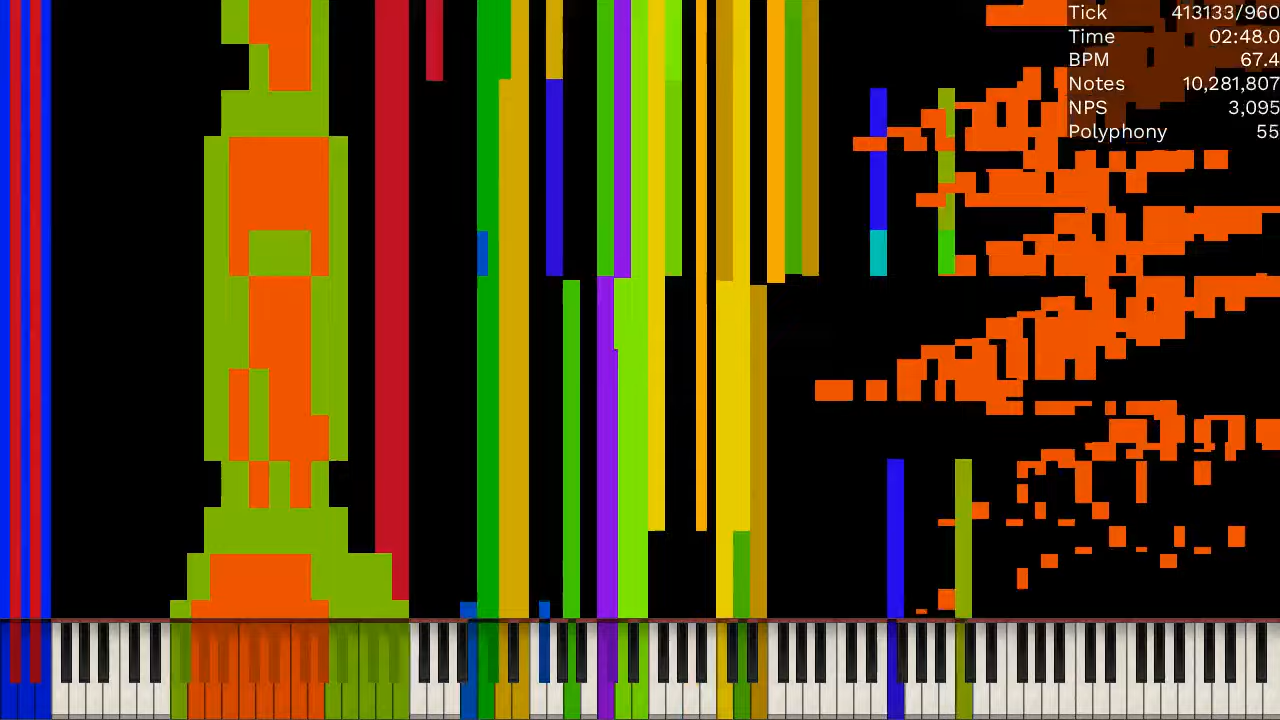 Tick 413133/960
Time 02:48.0
BPM 67.4
Notes 10,281,807
NPS 3,095
Polyphony 55